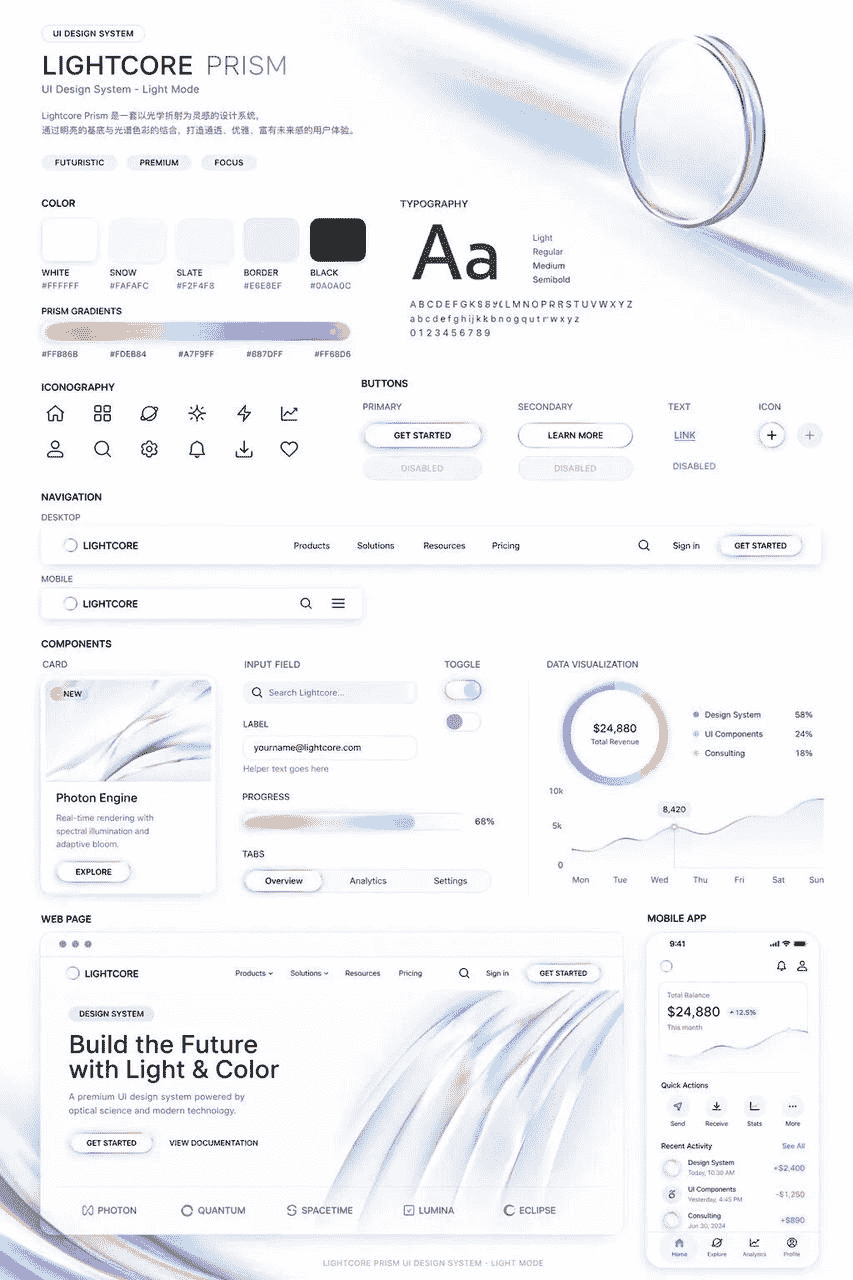 UI DESIGN SYSTEM
LIGHTCORE PRISM
UI Design System - Light Mode
Lightcore Prism 是一套以光学折射为灵感的设计系统，
通过明亮的基底与光谱色彩的结合，打造通透、优雅、富有未来感的用户体验。
FUTURISTIC PREMIUM FOCUS
COLOR
WHITE SNOW SLATE BORDER BLACK
#FFFFFF #FAFAFC #F2F4F8 #E6E8EF #0A0A0C
PRISM GRADIENTS
#FFB86B #FDEB84 #A7F9FF #8B7DFF #FF68D6
TYPOGRAPHY
Aa
Light
Regular
Medium
Semibold
abcdefghijkkbnogqutrwxyz
0123456789
ICONOGRAPHY
BUTTONS
PRIMARY SECONDARY TEXT ICON
GET STARTED LEARN MORE LINK
DISABLED DISABLED DISABLED
NAVIGATION
DESKTOP
LIGHTCORE Products Solutions Resources Pricing Sign in GET STARTED
MOBILE
LIGHTCORE
COMPONENTS
CARD
NEW
Photon Engine
Real-time rendering with
spectral illumination and
adaptive bloom.
EXPLORE
INPUT FIELD
Search Lightcore...
LABEL
yourname@lightcore.com
Helper text goes here
PROGRESS
68%
TABS
Overview Analytics Settings
TOGGLE
DATA VISUALIZATION
$24,880
Total Revenue
Design System 58%
UI Components 24%
Consulting 18%
10k
8,420
5k
0
Mon Tue Wed Thu Fri Sat Sun
WEB PAGE
LIGHTCORE Products Solutions Resources Pricing Sign in GET STARTED
DESIGN SYSTEM
Build the Future
with Light & Color
A premium UI design system powered by
optical science and modern technology.
GET STARTED VIEW DOCUMENTATION
PHOTON QUANTUM SPACETIME LUMINA ECLIPSE
MOBILE APP
9:41
Total Balance
$24,880 12.5%
This month
Quick Actions
Send Receive Stats More
Recent Activity See All
Design System
Today, 10:30 AM
+$2,400
UI Components
Yesterday, 4:45 PM
-$1,250
Consulting
Jun 30, 2024
+$890
Home Explore Analytics Profile
LIGHTCORE PRISM UI DESIGN SYSTEM - LIGHT MODE